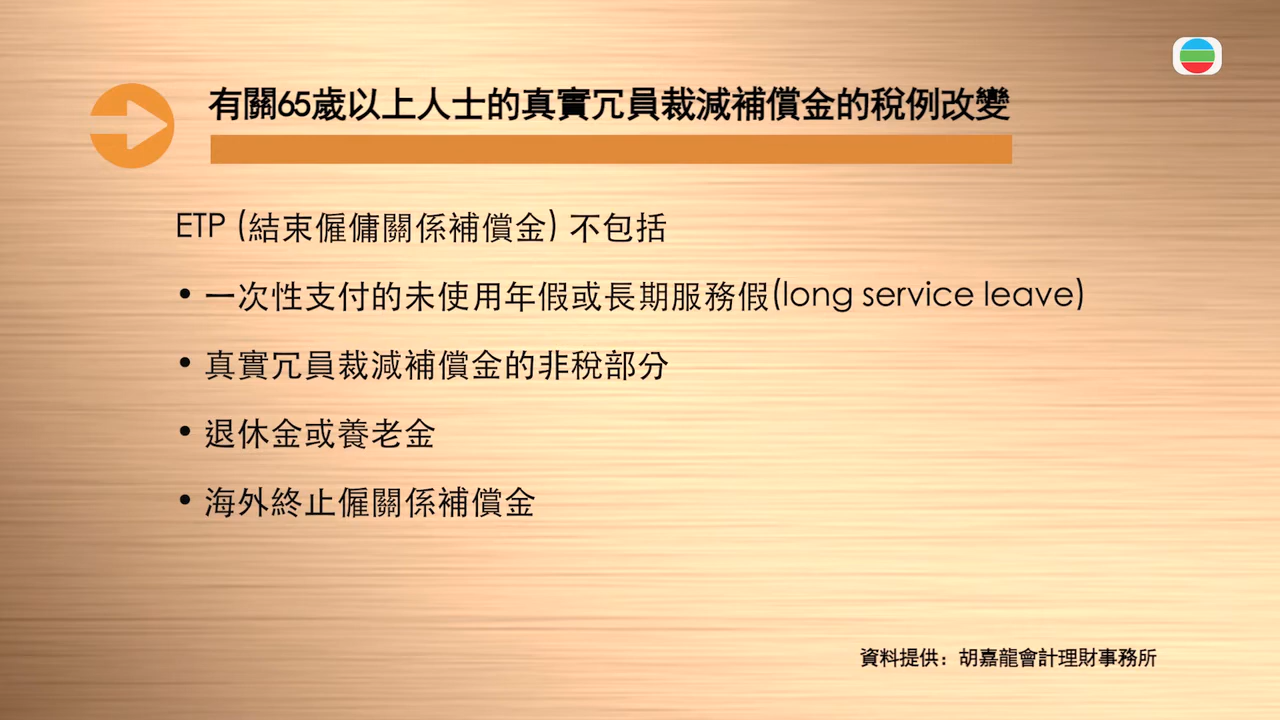 有關65歲以上人士的真實冗員裁減補償金的稅例改變
ETP (結束僱傭關係補償金) 不包括
• 一次性支付的未使用年假或長期服務假(long service leave)
• 真實冗員裁減補償金的非稅部分
• 退休金或養老金
• 海外終止僱關係補償金
資料提供：胡嘉龍會計理財事務所